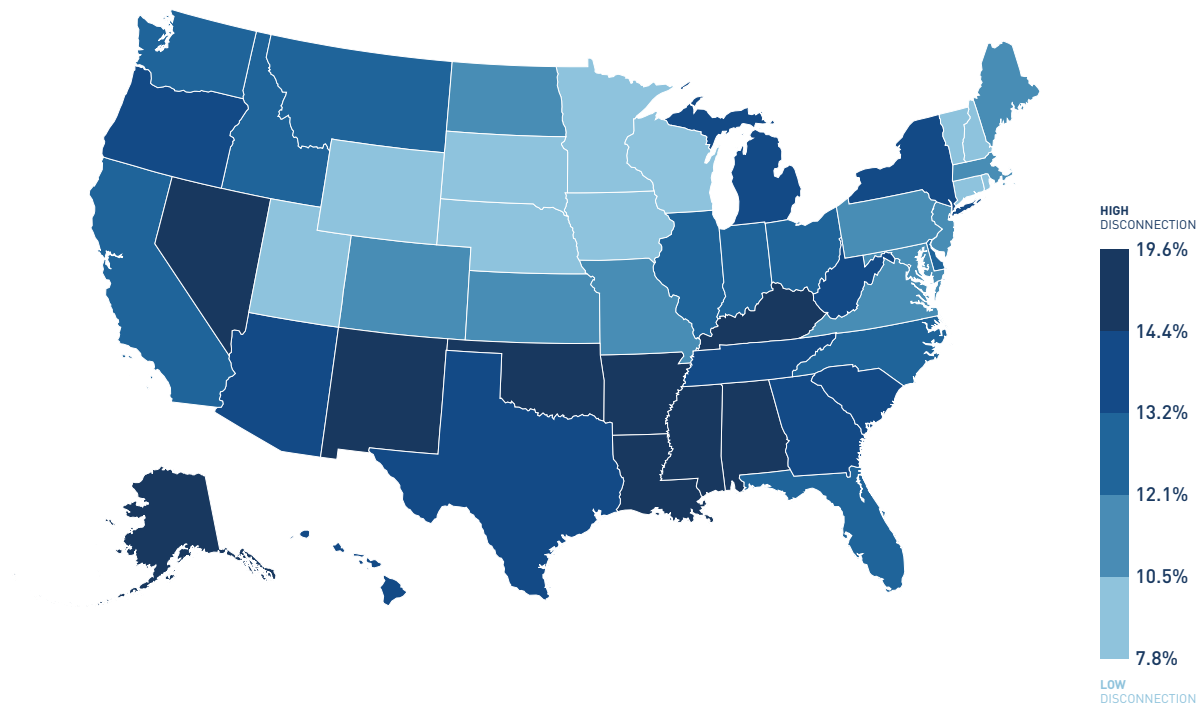 HIGH
DISCONNECTION
19.6%
14.4%
13.2%
12.1%
10.5%
7.8%
LOW
DISCONNECTION